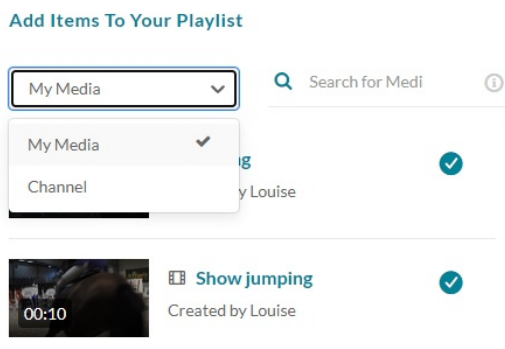 Add Items To Your Playlist
My Media
Search for Medi
My Media
Channel
g
y Louise
Show jumping
Created by Louise
00:10